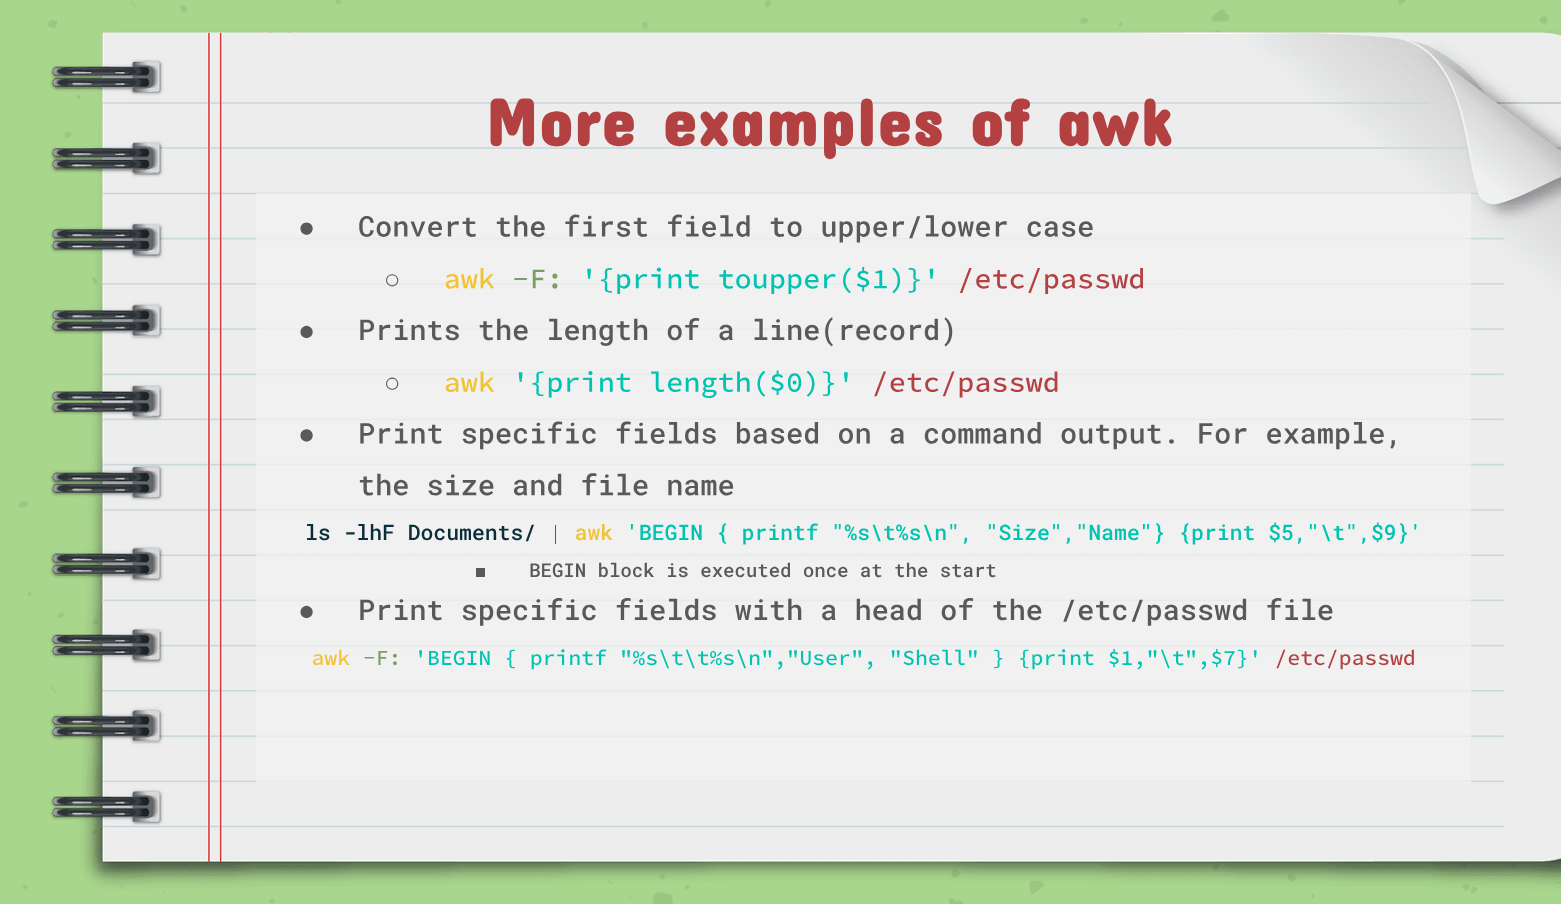 More examples of awk
● Convert the first field to upper/lower case
○ awk -F: '{print toupper($1)}' /etc/passwd
● Prints the length of a line(record)
○ awk '{print length($0)}' /etc/passwd
● Print specific fields based on a command output. For example,
the size and file name
ls -lhF Documents/ | awk 'BEGIN { printf "%s\t%s\n", "Size","Name"} {print $5,"\t",$9}'
■ BEGIN block is executed once at the start
● Print specific fields with a head of the /etc/passwd file
awk -F: 'BEGIN { printf "%s\t\t%s\n","User", "Shell" } {print $1,"\t",$7}' /etc/passwd